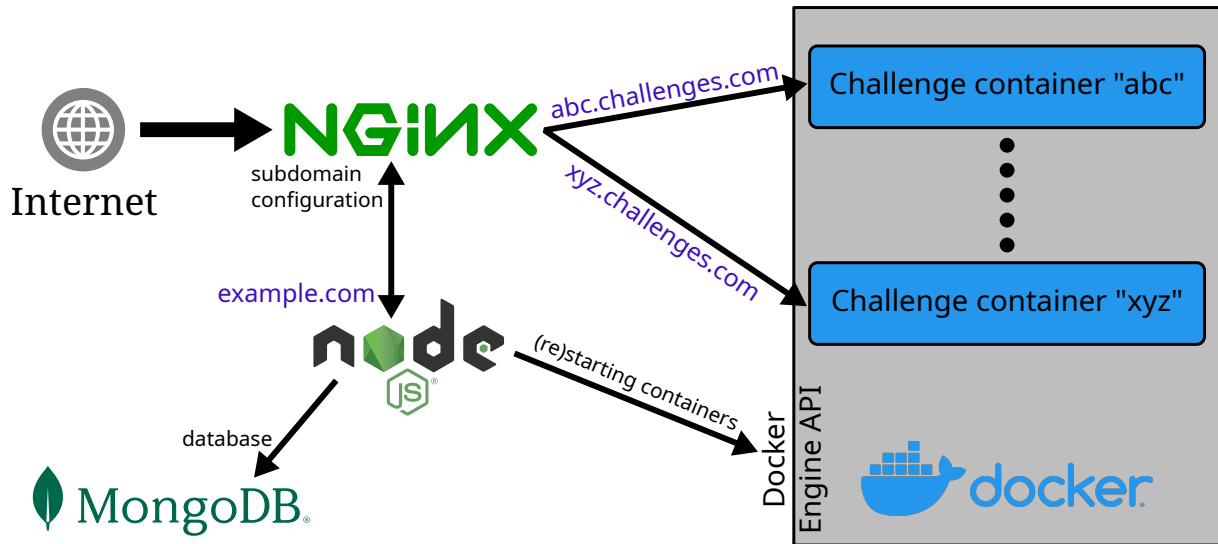 Internet
NGiNX
subdomain
configuration
example.com
node
JS®
database
MongoDB®
abc.challenges.com
xyz.challenges.com
(re)starting containers
Docker
Engine API
Challenge container "abc"
Challenge container "xyz"
docker